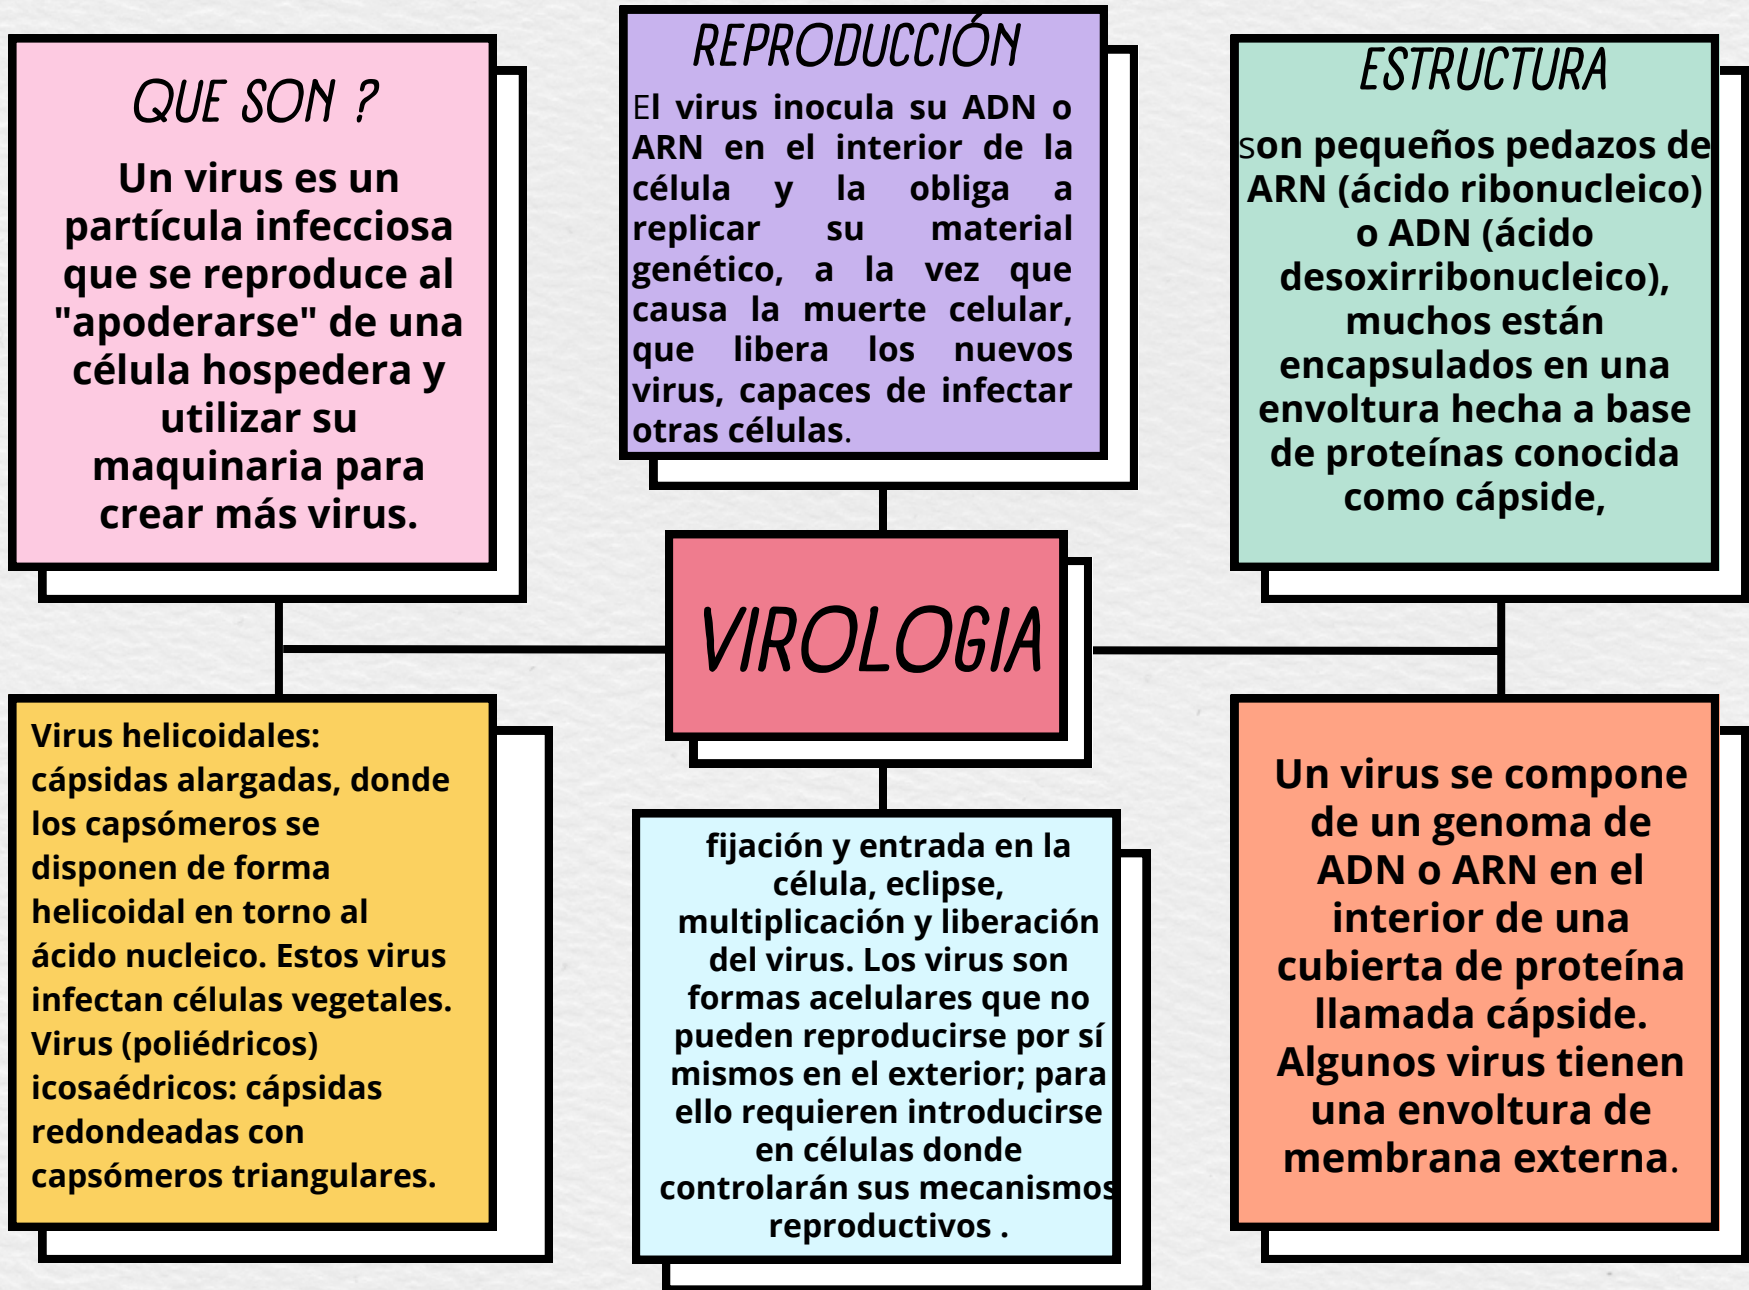 QUE SON ?
Un virus es un
partícula infecciosa
que se reproduce al
"apoderarse" de una
célula hospedera y
utilizar su
maquinaria para
crear más virus.
REPRODUCCIÓN
El virus inocula su ADN o
ARN en el interior de la
célula y la obliga a
replicar su material
genético, a la vez que
causa la muerte celular,
que libera los nuevos
virus, capaces de infectar
otras células.
ESTRUCTURA
son pequeños pedazos de
ARN (ácido ribonucleico)
o ADN (ácido
desoxirribonucleico),
muchos están
encapsulados en una
envoltura hecha a base
de proteínas conocida
como cápside,
VIROLOGIA
Virus helicoidales:
cápsidas alargadas, donde
los capsómeros se
disponen de forma
helicoidal en torno al
ácido nucleico. Estos virus
infectan células vegetales.
Virus (poliédricos)
icosaédricos: cápsidas
redondeadas con
capsómeros triangulares.
fijación y entrada en la
célula, eclipse,
multiplicación y liberación
del virus. Los virus son
formas acelulares que no
pueden reproducirse por sí
mismos en el exterior; para
ello requieren introducirse
en células donde
controlarán sus mecanismos
reproductivos .
Un virus se compone
de un genoma de
ADN o ARN en el
interior de una
cubierta de proteína
llamada cápside.
Algunos virus tienen
una envoltura de
membrana externa.